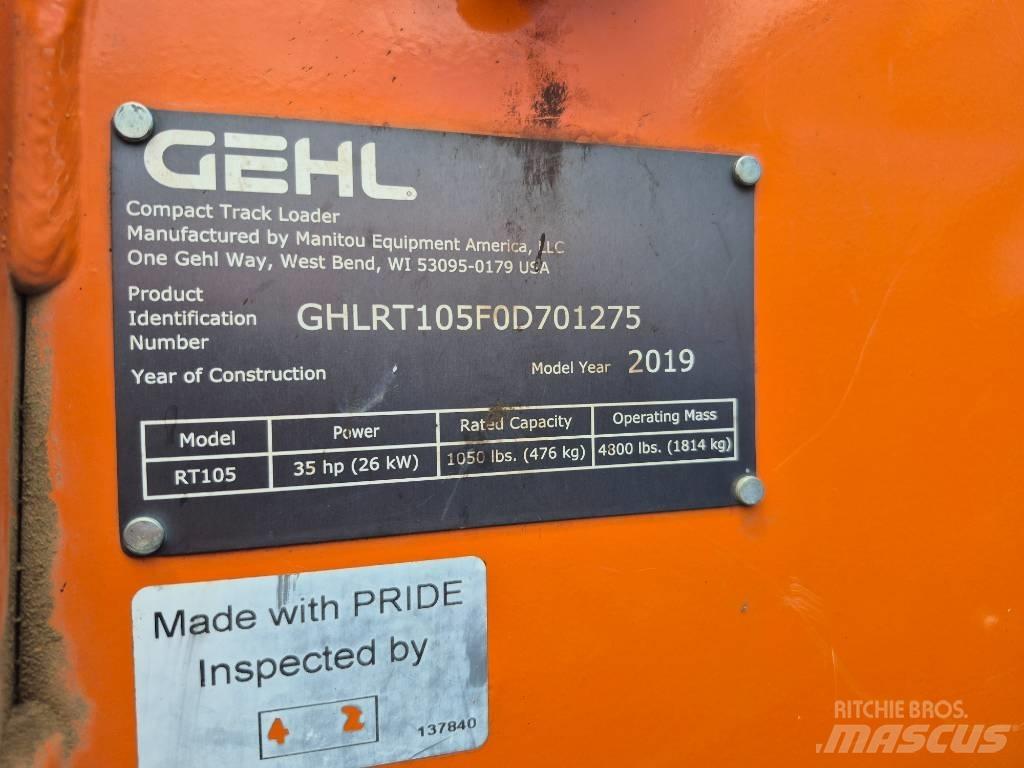 GEHL
Compact Track Loader
Manufactured by Manitou Equipment America, LLC
One Gehl Way, West Bend, WI 53095-0179 USA
Product
Identification
Number
GHLRT105F0D701275
Year of Construction
Model Year 2019
Model Power Rated Capacity Operating Mass
RT105 35 hp (26 kW) 1050 lbs. (476 kg) 4800 lbs. (1814 kg)
Made with PRIDE
Inspected by
4 2
137840
RITCHIE BROS.
MASCUS